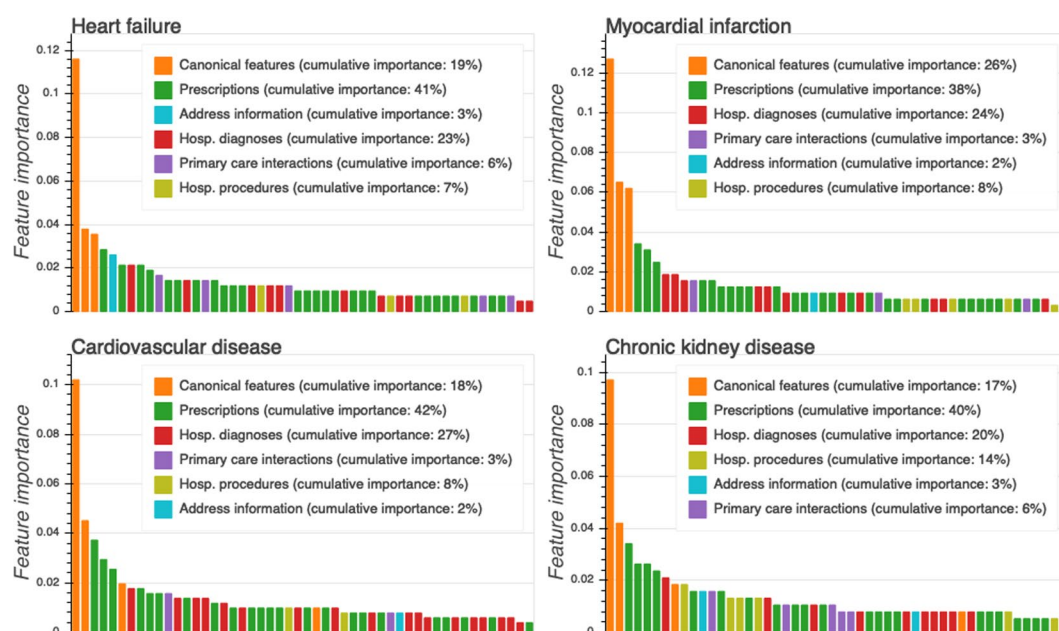 Heart failure
0.12
0.1
0.08
0.06
0.04
0.02
0
Feature importance
Canonical features (cumulative importance: 19%)
Prescriptions (cumulative importance: 41%)
Address information (cumulative importance: 3%)
Hosp. diagnoses (cumulative importance: 23%)
Primary care interactions (cumulative importance: 6%)
Hosp. procedures (cumulative importance: 7%)
Myocardial infarction
0.12
0.1
0.08
0.06
0.04
0.02
0
Feature importance
Canonical features (cumulative importance: 26%)
Prescriptions (cumulative importance: 38%)
Hosp. diagnoses (cumulative importance: 24%)
Primary care interactions (cumulative importance: 3%)
Address information (cumulative importance: 2%)
Hosp. procedures (cumulative importance: 8%)
Cardiovascular disease
0.1
0.08
0.06
0.04
0.02
Feature importance
Canonical features (cumulative importance: 18%)
Prescriptions (cumulative importance: 42%)
Hosp. diagnoses (cumulative importance: 27%)
Primary care interactions (cumulative importance: 3%)
Hosp. procedures (cumulative importance: 8%)
Address information (cumulative importance: 2%)
Chronic kidney disease
0.1
0.08
0.06
0.04
0.02
Feature importance
Canonical features (cumulative importance: 17%)
Prescriptions (cumulative importance: 40%)
Hosp. diagnoses (cumulative importance: 20%)
Hosp. procedures (cumulative importance: 14%)
Address information (cumulative importance: 3%)
Primary care interactions (cumulative importance: 6%)